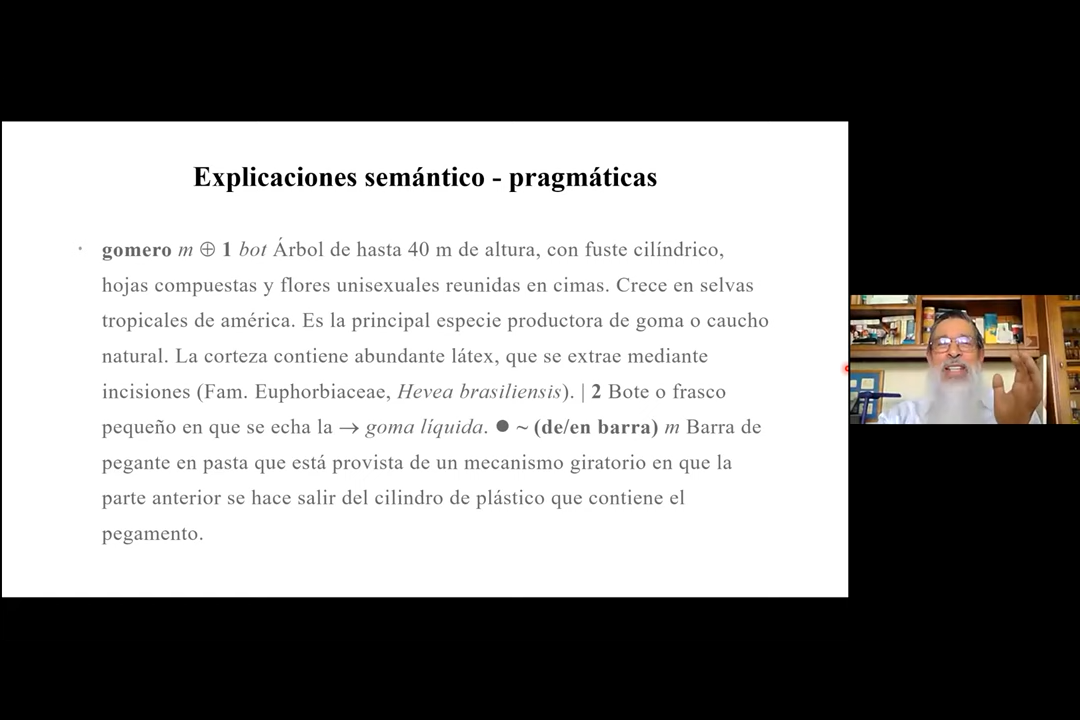 Explicaciones semántico - pragmáticas
· gomero m ⊕ 1 bot Árbol de hasta 40 m de altura, con fuste cilíndrico,
hojas compuestas y flores unisexuales reunidas en cimas. Crece en selvas
tropicales de américa. Es la principal especie productora de goma o caucho
natural. La corteza contiene abundante látex, que se extrae mediante
incisiones (Fam. Euphorbiaceae, Hevea brasiliensis). | 2 Bote o frasco
pequeño en que se echa la → goma líquida. ● ~ (de/en barra) m Barra de
pegante en pasta que está provista de un mecanismo giratorio en que la
parte anterior se hace salir del cilindro de plástico que contiene el
pegamento.